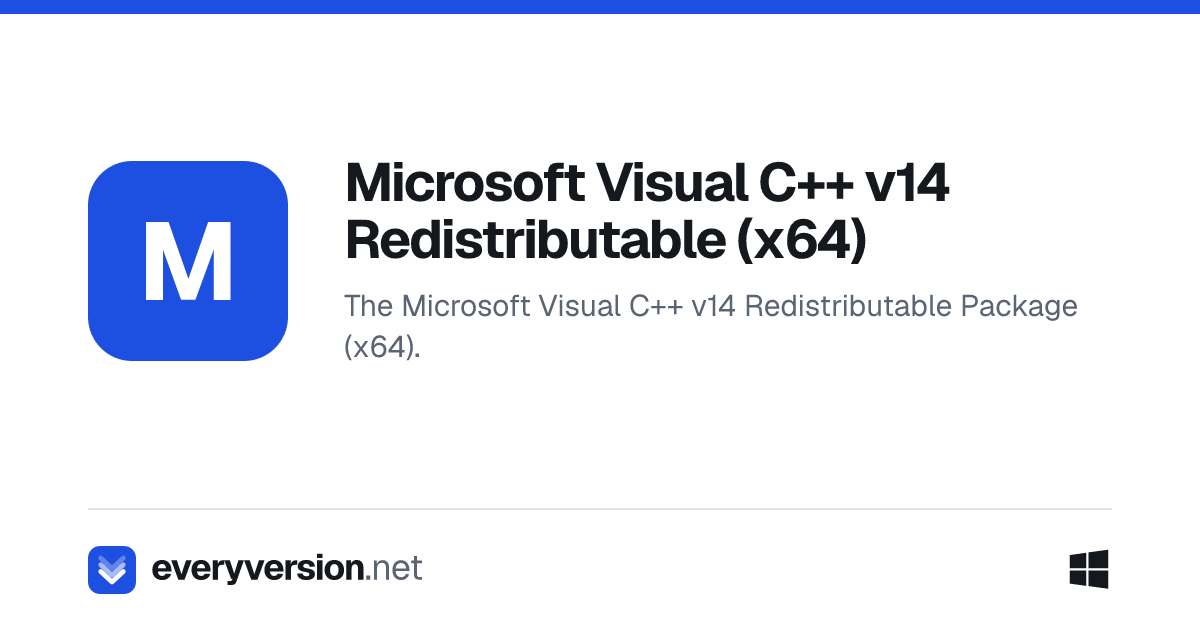 M
Microsoft Visual C++ v14
Redistributable (x64)
The Microsoft Visual C++ v14 Redistributable Package
(x64).
everyversion.net